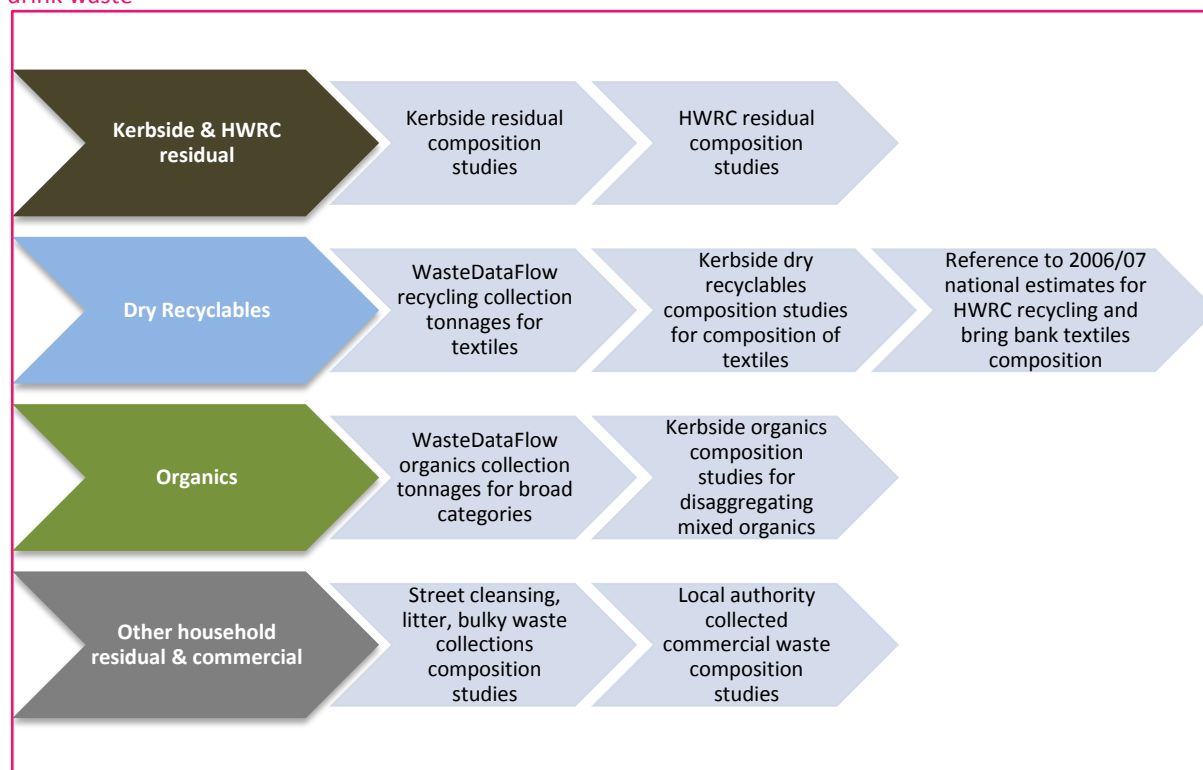 drink waste
Kerbside & HWRC
residual
Kerbside residual
composition
studies
HWRC residual
composition
studies
Dry Recyclables
WasteDataFlow
recycling collection
tonnages for
textiles
Kerbside dry
recyclables
composition studies
for composition of
textiles
Reference to 2006/07
national estimates for
HWRC recycling and
bring bank textiles
composition
Organics
WasteDataFlow
organics collection
tonnages for broad
categories
Kerbside organics
composition
studies for
disaggregating
mixed organics
Other household
residual & commercial
Street cleansing,
litter, bulky waste
collections
composition
studies
Local authority
collected
commercial waste
composition
studies